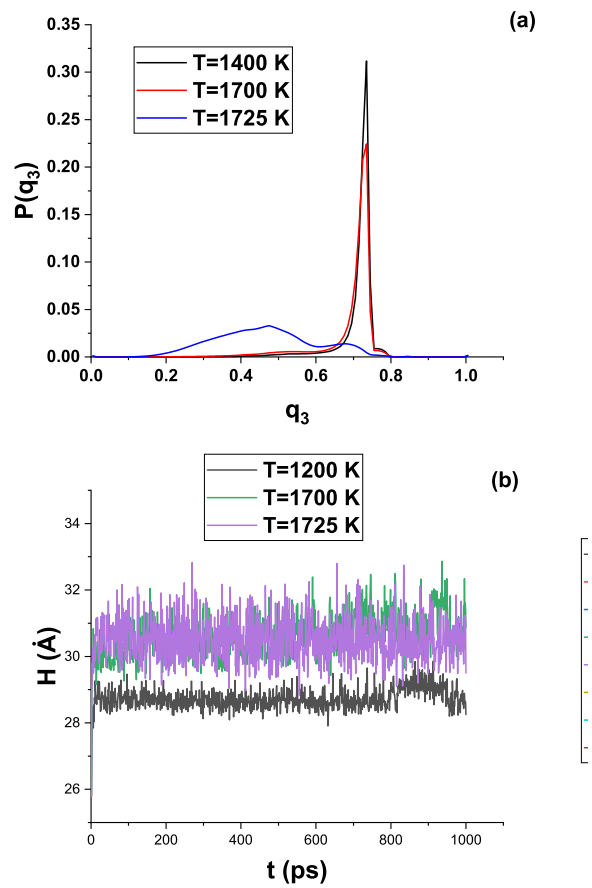 (a)
T=1400 K
T=1700 K
T=1725 K
P(q₃)
0.35
0.30
0.25
0.20
0.15
0.10
0.05
0.00
0.0 0.2 0.4 0.6 0.8 1.0
q₃
(b)
T=1200 K
T=1700 K
T=1725 K
H (Å)
34
32
30
28
26
0 200 400 600 800 1000
t (ps)